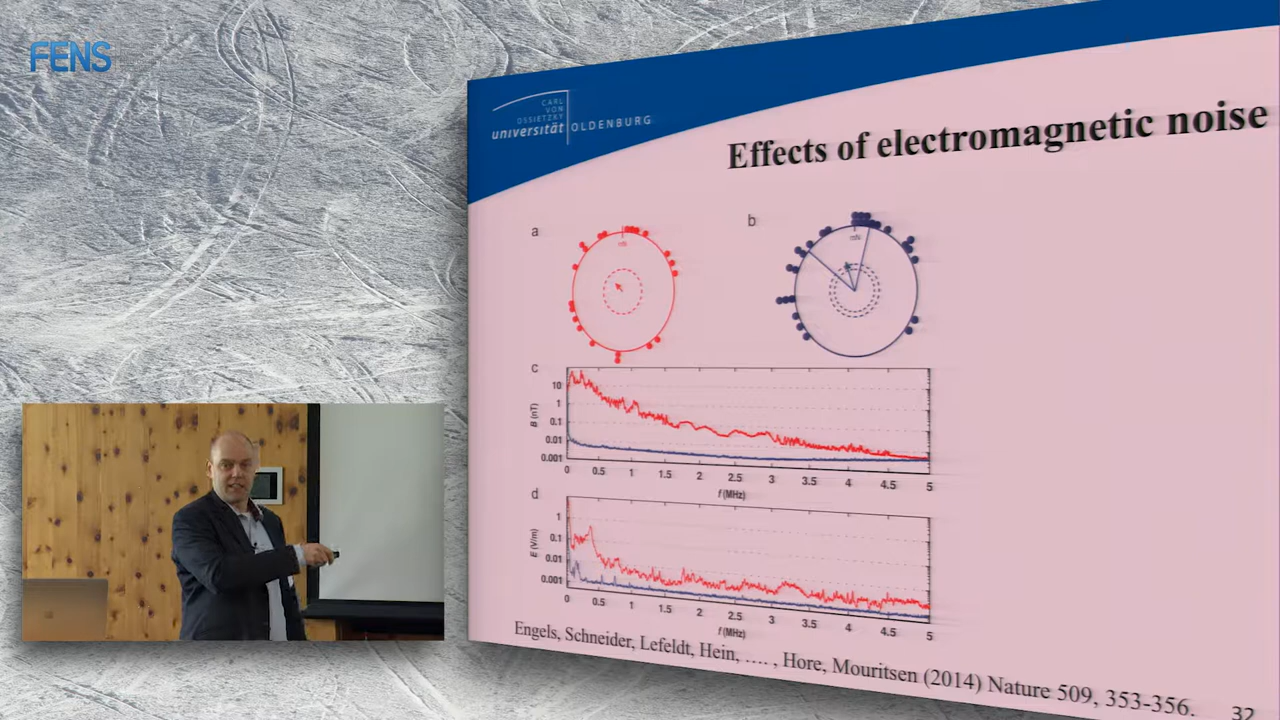 FENS
CARL
VON
OSSIETZKY
universität OLDENBURG
Effects of electromagnetic noise
a
b
mN
mN
c
10
1
0.1
0.01
0.001
B (nT)
0 0.5 1 1.5 2 2.5 3 3.5 4 4.5 5
f (MHz)
d
1
0.1
0.01
0.001
E (V/m)
0 0.5 1 1.5 2 2.5 3 3.5 4 4.5 5
f (MHz)
Engels, Schneider, Lefeldt, Hein, …. , Hore, Mouritsen (2014) Nature 509, 353-356.
32